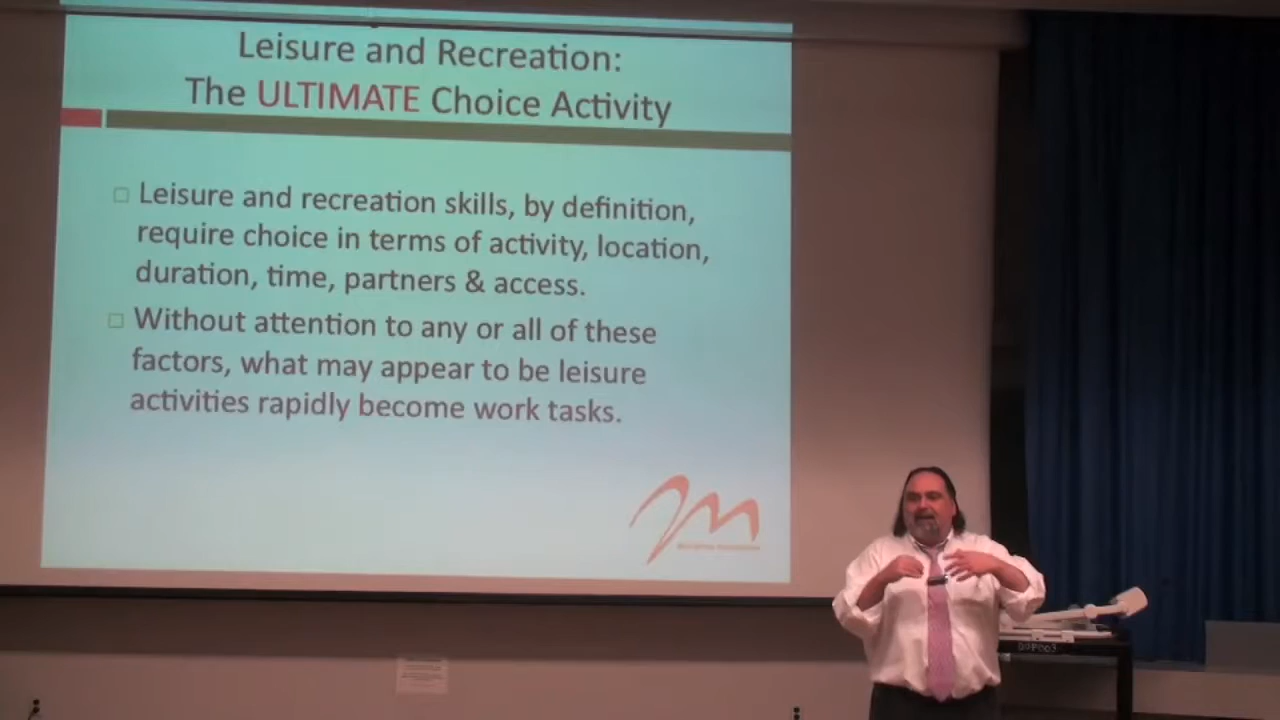 Leisure and Recreation:
The ULTIMATE Choice Activity
□ Leisure and recreation skills, by definition,
require choice in terms of activity, location,
duration, time, partners & access.
□ Without attention to any or all of these
factors, what may appear to be leisure
activities rapidly become work tasks.